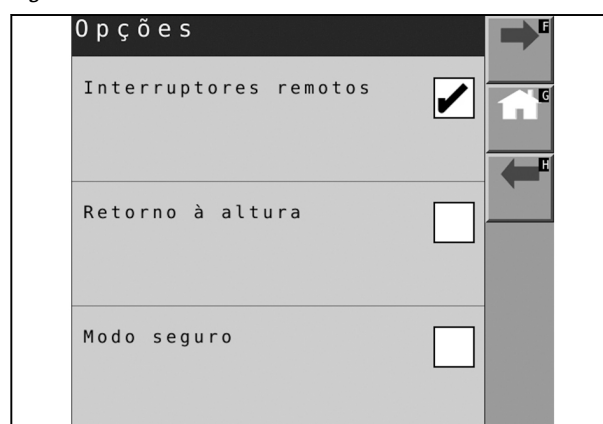 Opções
F
Interruptores remotos
G
H
Retorno à altura
Modo seguro